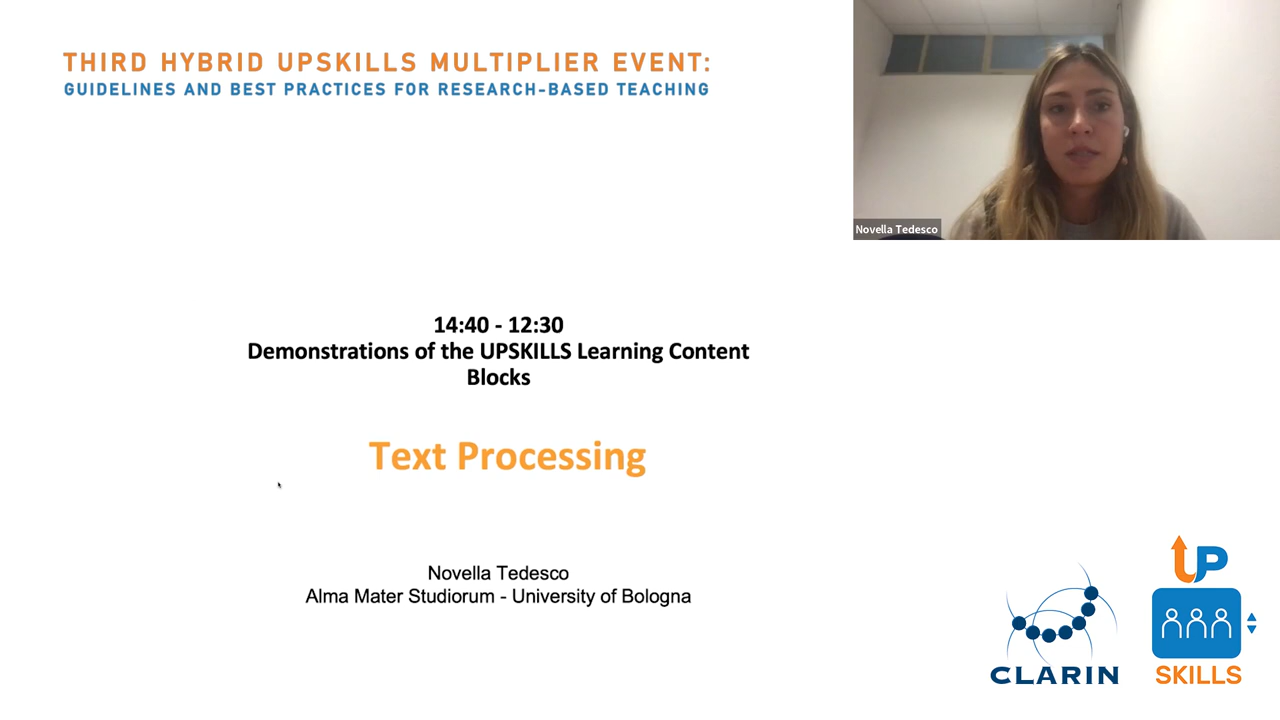 THIRD HYBRID UPSKILLS MULTIPLIER EVENT:
GUIDELINES AND BEST PRACTICES FOR RESEARCH-BASED TEACHING
Novella Tedesco
14:40 - 12:30
Demonstrations of the UPSKILLS Learning Content
Blocks
Text Processing
Novella Tedesco
Alma Mater Studiorum - University of Bologna
CLARIN
UP
SKILLS